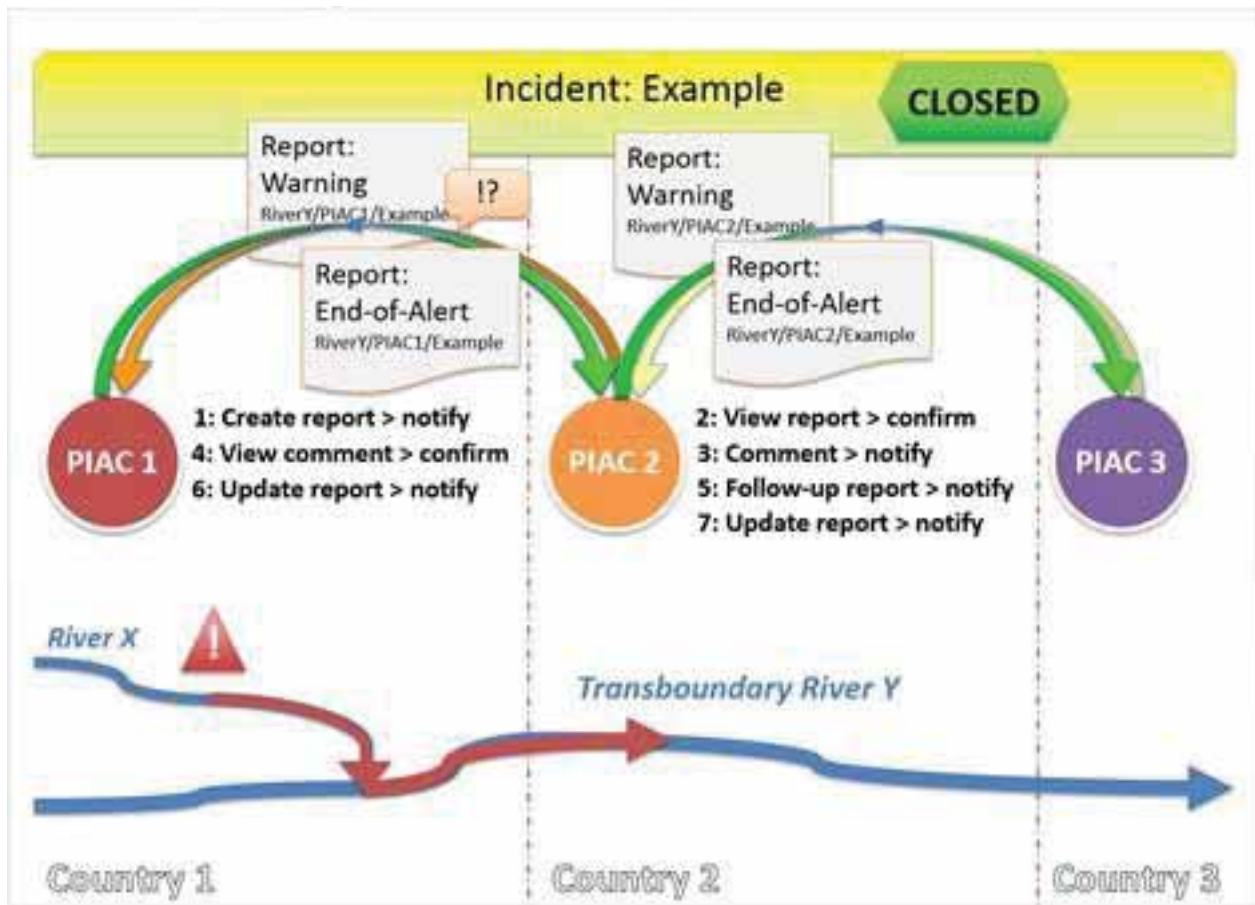 Incident: Example
CLOSED
Report:
Warning
RiverY/PIAC1/Example
!?
Report:
End-of-Alert
RiverY/PIAC1/Example
Report:
Warning
RiverY/PIAC2/Example
Report:
End-of-Alert
RiverY/PIAC2/Example
PIAC 1
1: Create report > notify
4: View comment > confirm
6: Update report > notify
PIAC 2
2: View report > confirm
3: Comment > notify
5: Follow-up report > notify
7: Update report > notify
PIAC 3
River X
!
Transboundary River Y
Country 1
Country 2
Country 3